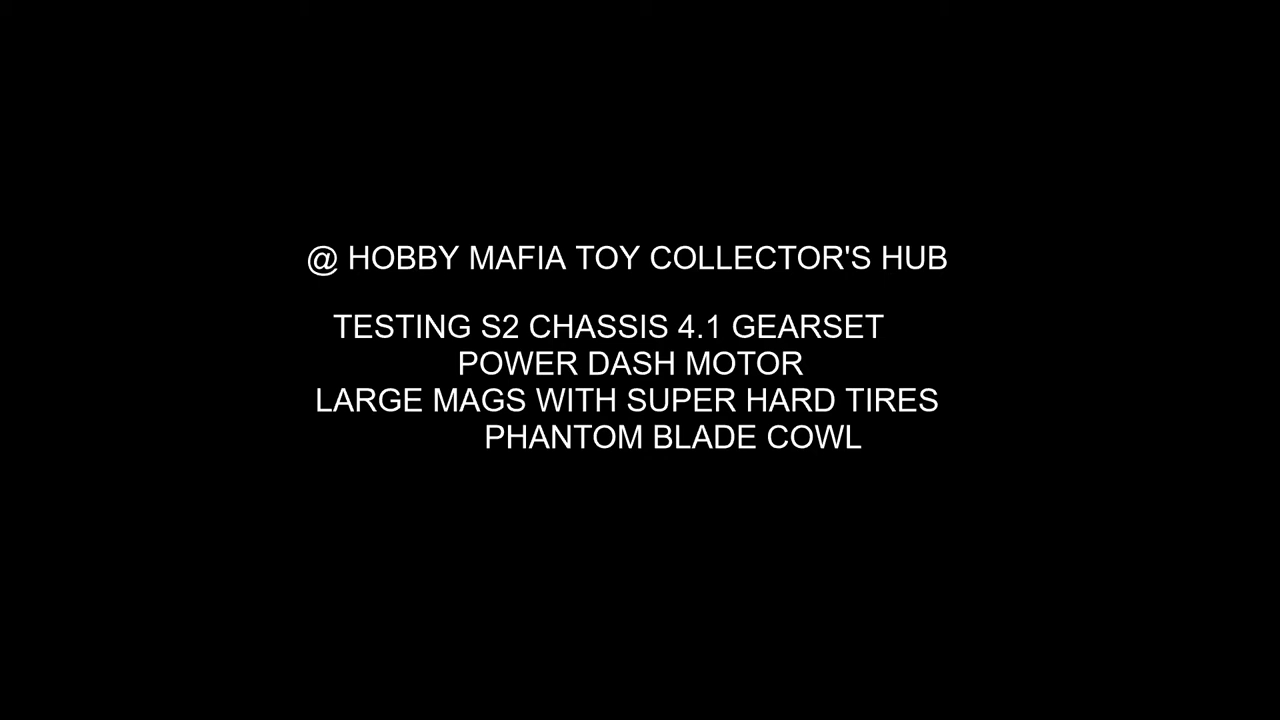 @ HOBBY MAFIA TOY COLLECTOR'S HUB
TESTING S2 CHASSIS 4.1 GEARSET
POWER DASH MOTOR
LARGE MAGS WITH SUPER HARD TIRES
PHANTOM BLADE COWL